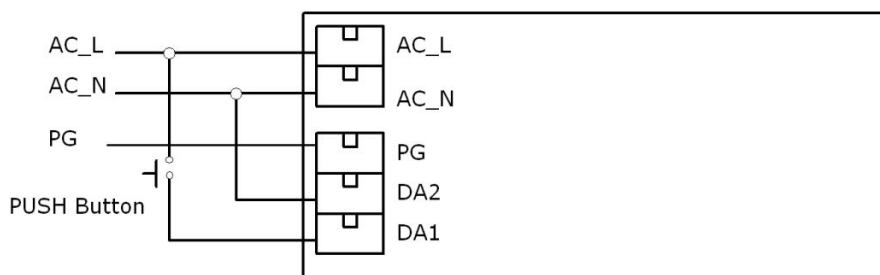 AC_L
AC_L
AC_N
AC_N
PG
PG
DA2
PUSH Button
DA1